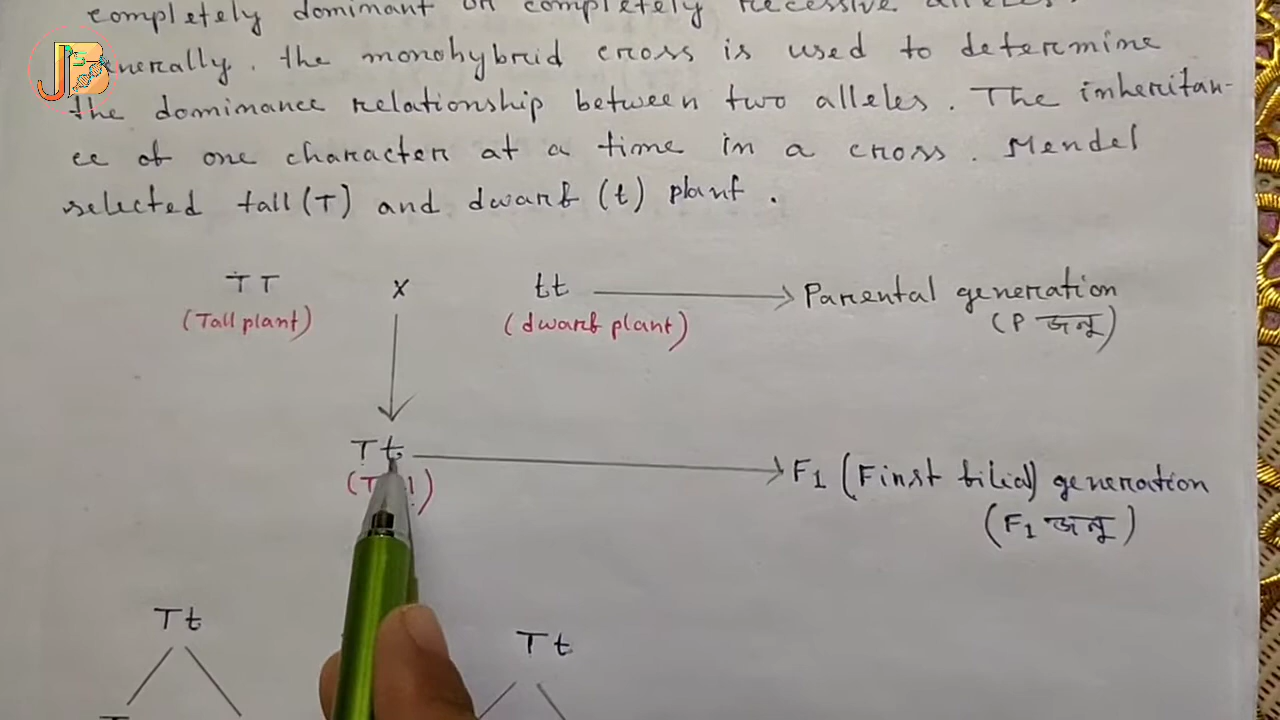 completely dominant or completely recessive alleles.
Generally. the monohybrid cross is used to determine
the dominance relationship between two alleles. The inheritan-
ce of one character at a time in a cross. Mendel
selected tall (T) and dwarf (t) plant.
TT x tt Parental generation
(Tall plant) (dwarf plant) (P जनु)
Tt F1 (First filial) generation
(F1 जनु)
Tt Tt
T
JB